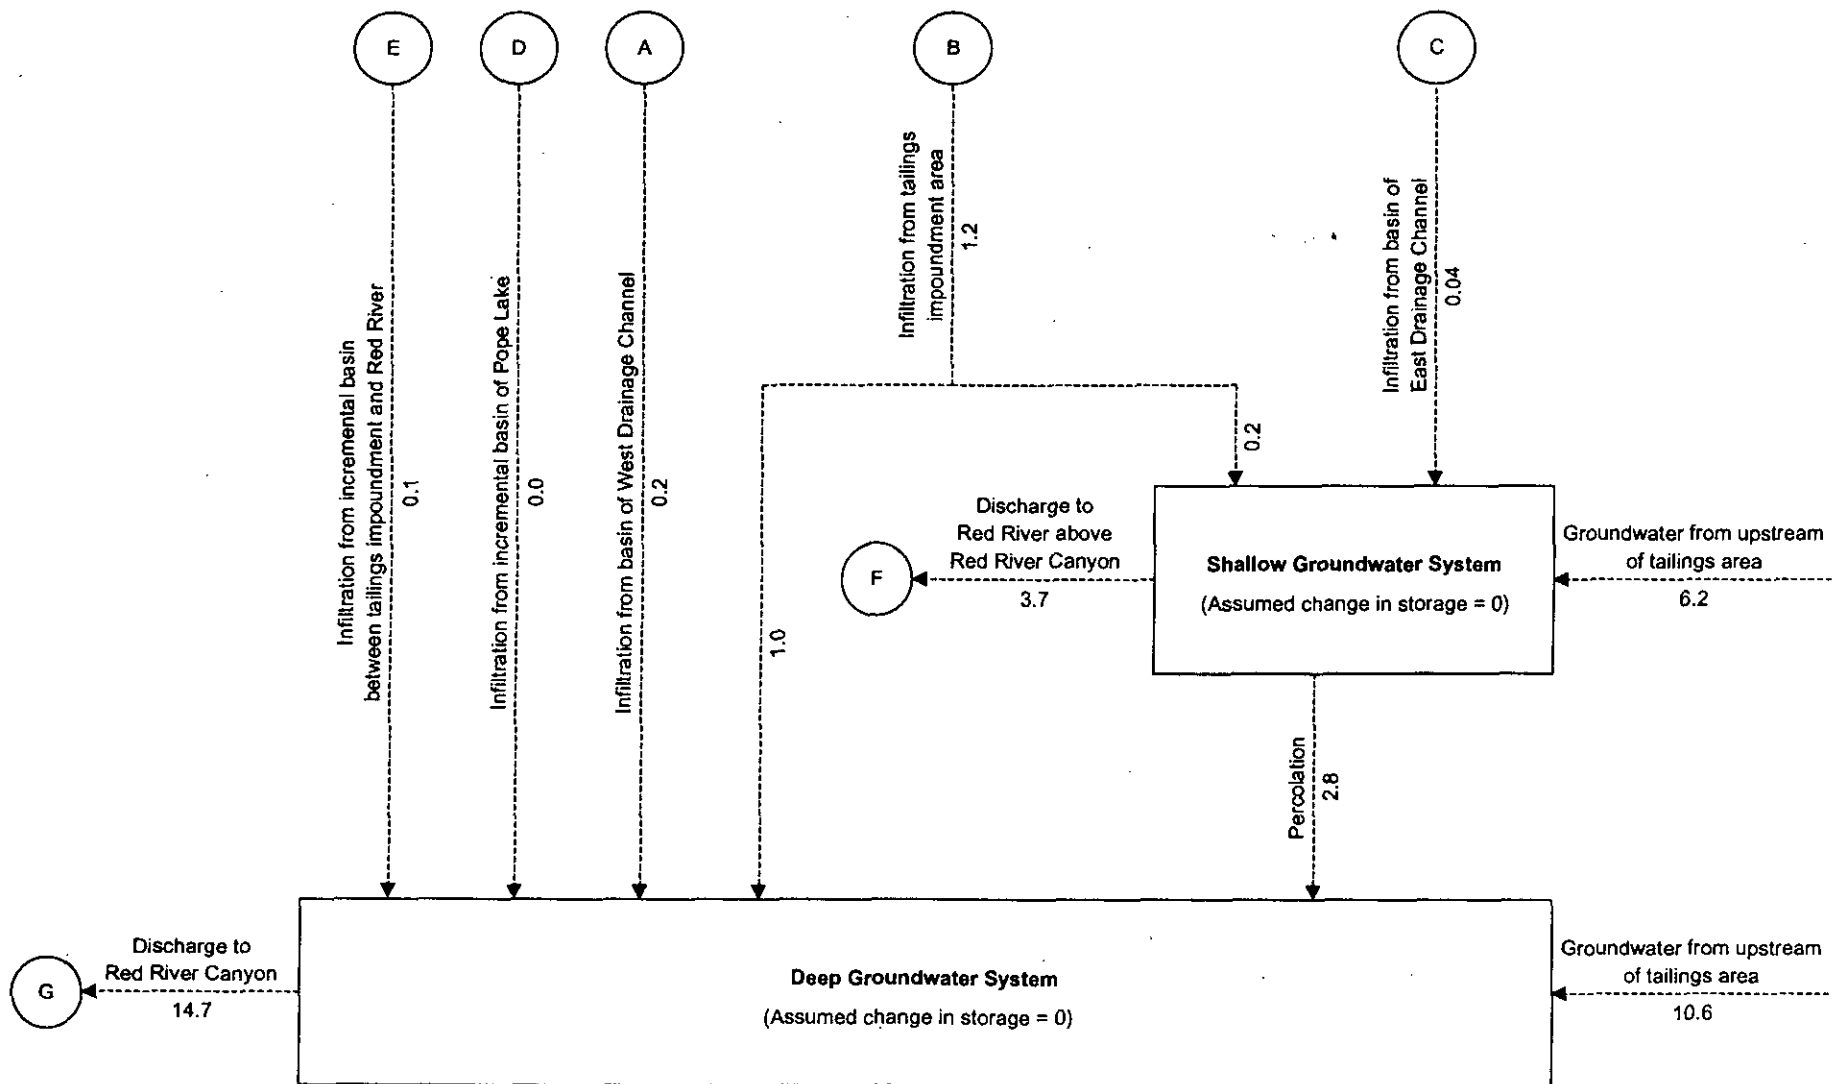 E
D
A
B
C
Infiltration from incremental basin
between tailings impoundment and Red River
0.1
Infiltration from incremental basin of Pope Lake
0.0
Infiltration from basin of West Drainage Channel
0.2
Infiltration from tailings
impoundment area
1.2
Infiltration from basin of
East Drainage Channel
0.04
1.0
0.2
Discharge to
Red River above
Red River Canyon
3.7
F
Shallow Groundwater System
(Assumed change in storage = 0)
Groundwater from upstream
of tailings area
6.2
Percolation
2.8
Discharge to
Red River Canyon
14.7
G
Deep Groundwater System
(Assumed change in storage = 0)
Groundwater from upstream
of tailings area
10.6